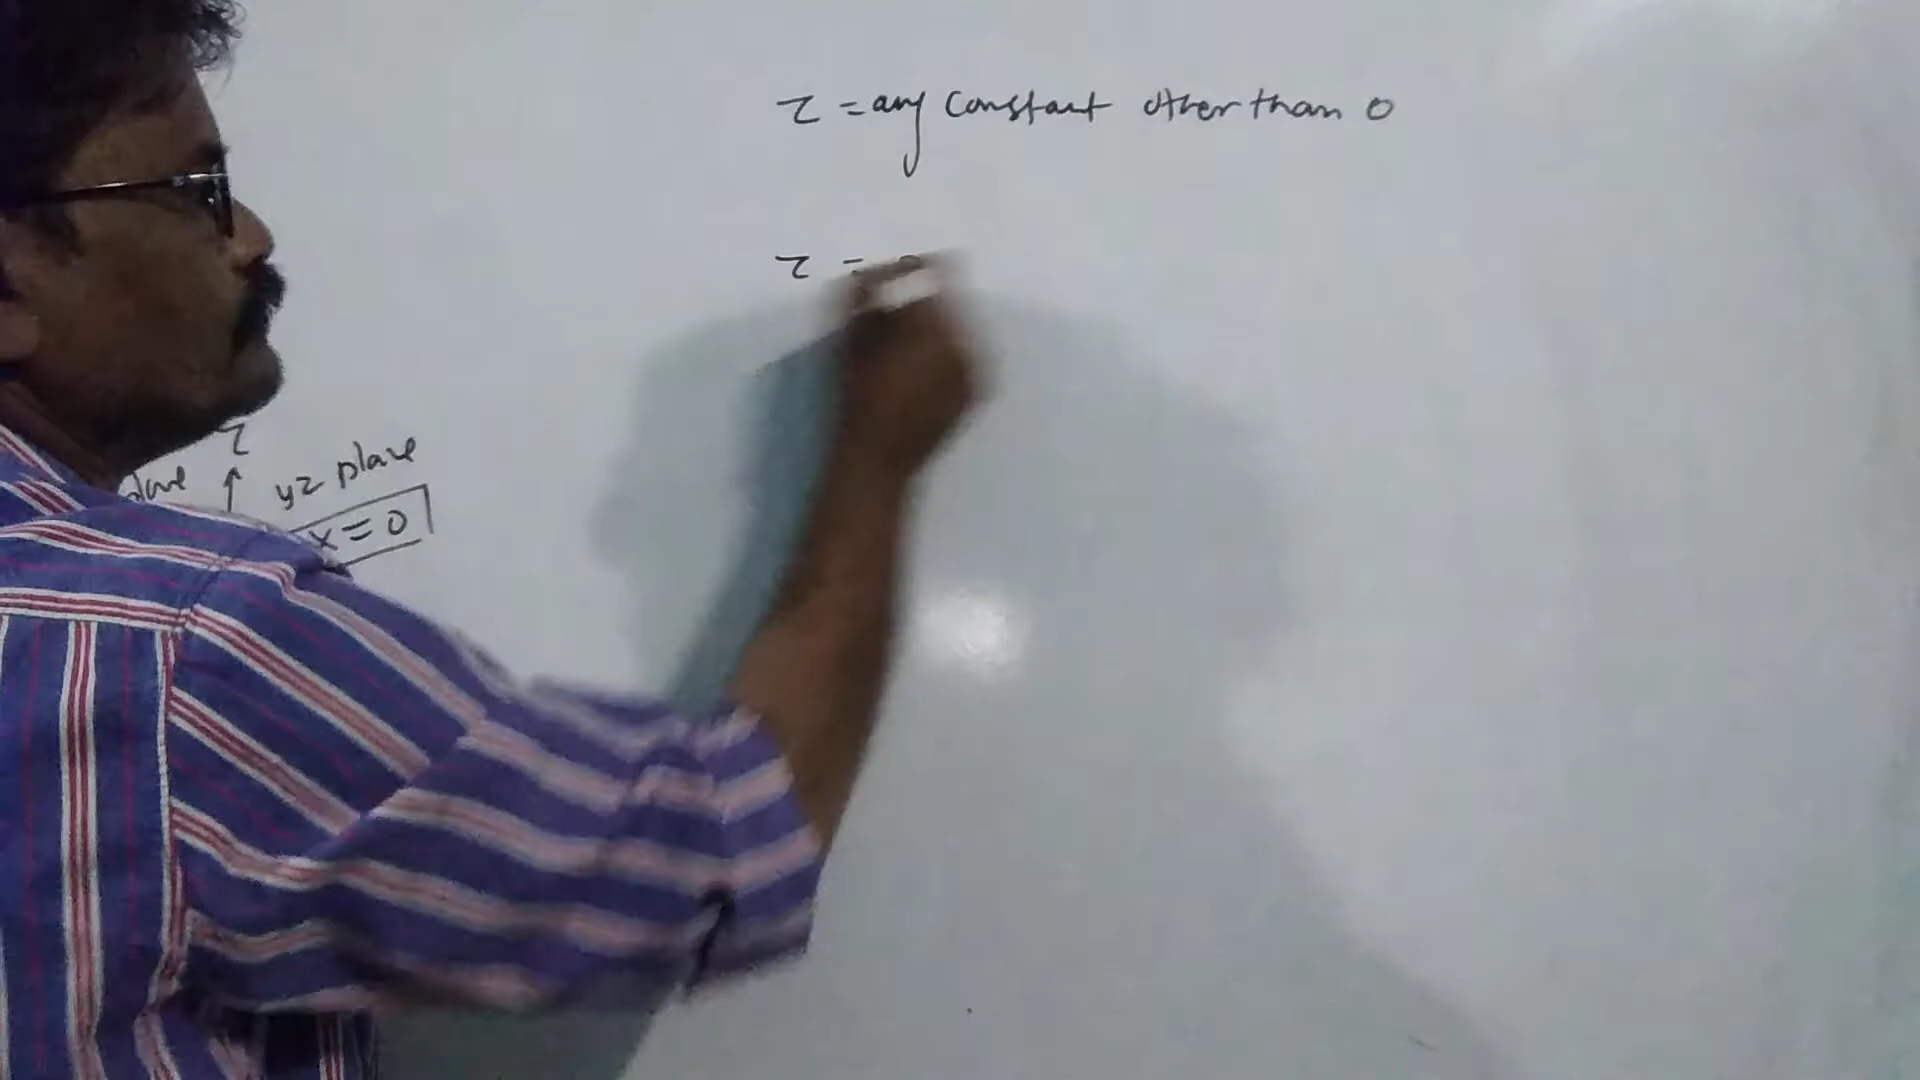 z = any constant other than 0
z =
z
yz plane
x = 0